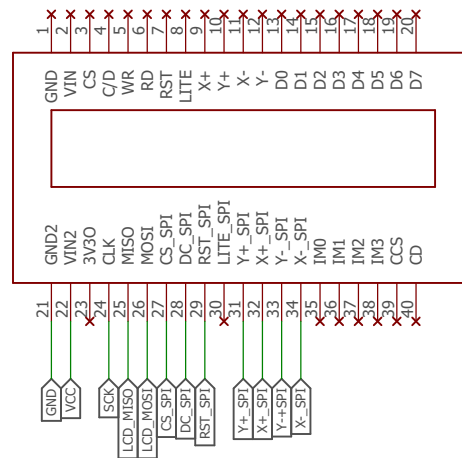 1 2 3 4 5 6 7 8 9 10 11 12 13 14 15 16 17 18 19 20
GND VIN CS C/D WR RD RST LITE X+ Y+ X- Y- D0 D1 D2 D3 D4 D5 D6 D7
GND2 VIN2 3V3O CLK MISO MOSI CS_SPI DC_SPI RST_SPI LITE_SPI Y+_SPI X+_SPI Y-_SPI X-_SPI IM0 IM1 IM2 IM3 CCS CD
21 22 23 24 25 26 27 28 29 30 31 32 33 34 35 36 37 38 39 40
GND VCC SCK LCD_MISO LCD_MOSI CS_SPI DC_SPI RST_SPI Y+_SPI X+_SPI Y-+SPI X-_SPI